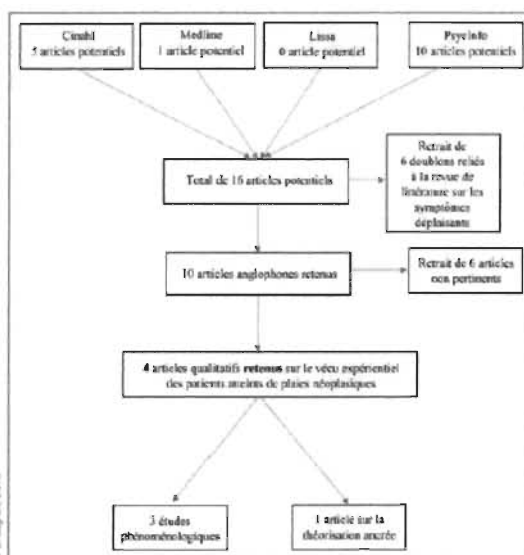 Cinahl
5 articles potentiels
Medline
1 article potentiel
Lissa
0 article potentiel
PsycInfo
10 articles potentiels
Total de 16 articles potentiels
Retrait de
6 doublons reliés
à la revue de
littérature sur les
symptômes
déplaisants
10 articles anglophones retenus
Retrait de 6 articles
non pertinents
4 articles qualitatifs retenus sur le vécu expérientiel
des patients atteints de plaies néoplasiques
3 études
phénoménologiques
1 article sur la
théorisation ancrée